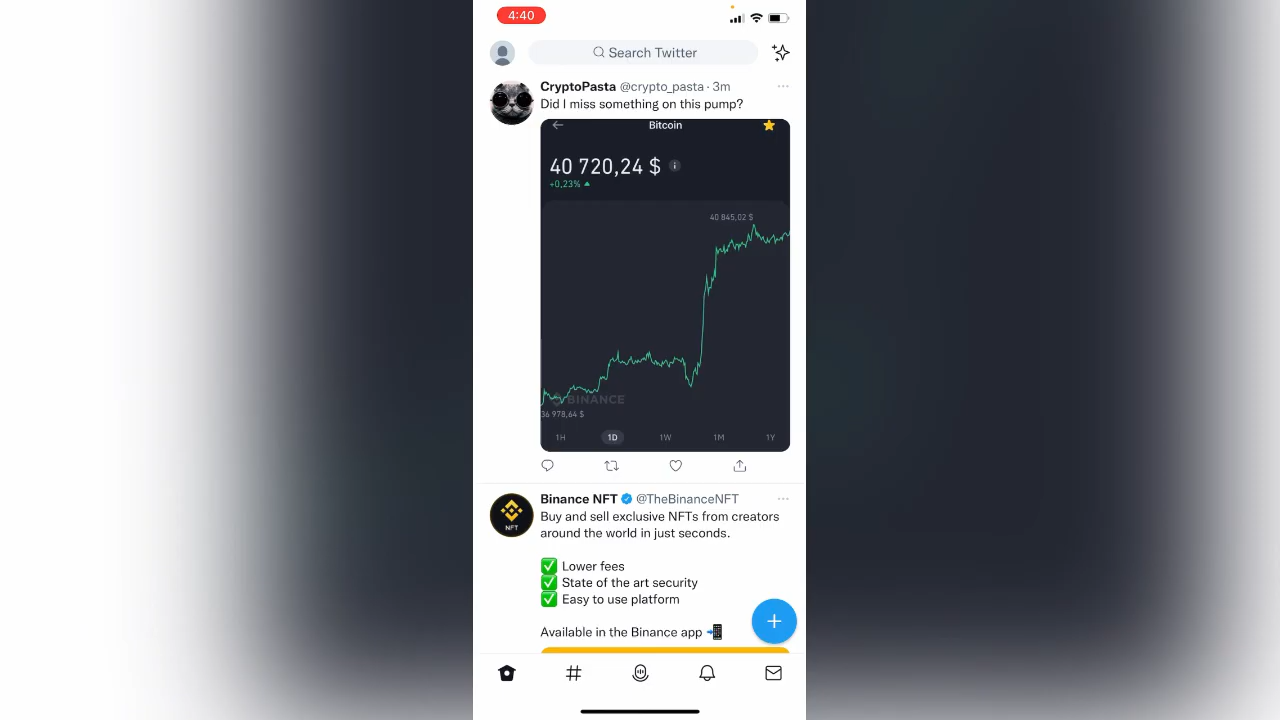 4:40
Search Twitter
CryptoPasta @crypto_pasta · 3m
Did I miss something on this pump?
Bitcoin
40 720,24 $
+0,23%
40 845,02 $
BINANCE
36 978,64 $
1H 1D 1W 1M 1Y
Binance NFT @TheBinanceNFT
NFT
Buy and sell exclusive NFTs from creators
around the world in just seconds.
✅ Lower fees
✅ State of the art security
✅ Easy to use platform
Available in the Binance app 📲